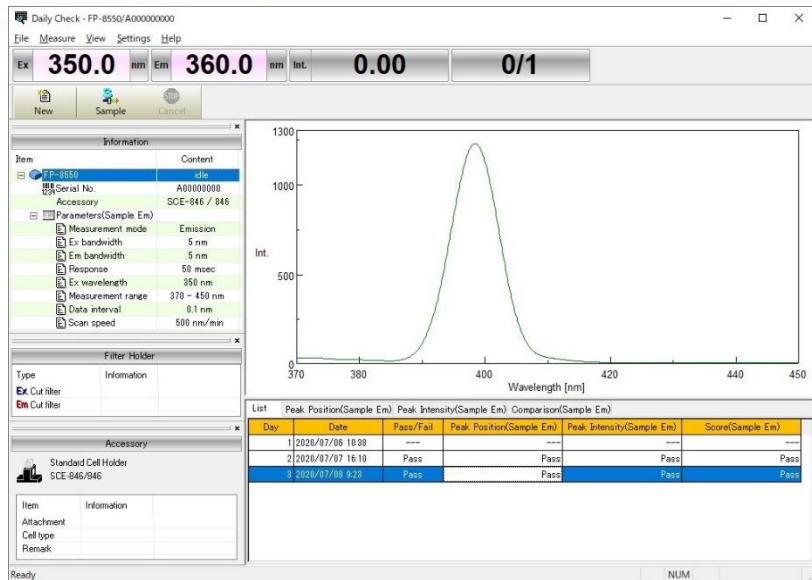 Daily Check - FP-8550/A000000000
File Measure View Settings Help
Ex 350.0 nm Em 360.0 nm Int. 0.00 0/1
New Sample Cancel
Information
Item Content
FP-8550 idle
Serial No. A00000000
Accessory SCE-846 / 846
Parameters(Sample Em)
Measurement mode Emission
Ex bandwidth 5 nm
Em bandwidth 5 nm
Response 50 msec
Ex wavelength 350 nm
Measurement range 370 - 450 nm
Data interval 0.1 nm
Scan speed 500 nm/min
Filter Holder
Type Information
Ex Cut filter
Em Cut filter
Accessory
Standard Cell Holder
SCE-846/846
Item Information
Attachment
Cell type
Remark
1300
1000
Int.
500
0
370 380 400 420 440 450
Wavelength [nm]
List Peak Position(Sample Em) Peak Intensity(Sample Em) Comparison(Sample Em)
Day Date Pass/Fail Peak Position(Sample Em) Peak Intensity(Sample Em) Score(Sample Em)
1 2020/07/06 10:38 --- --- --- ---
2 2020/07/07 16:10 Pass Pass Pass Pass
3 2020/07/08 9:23 Pass Pass Pass Pass
Ready NUM